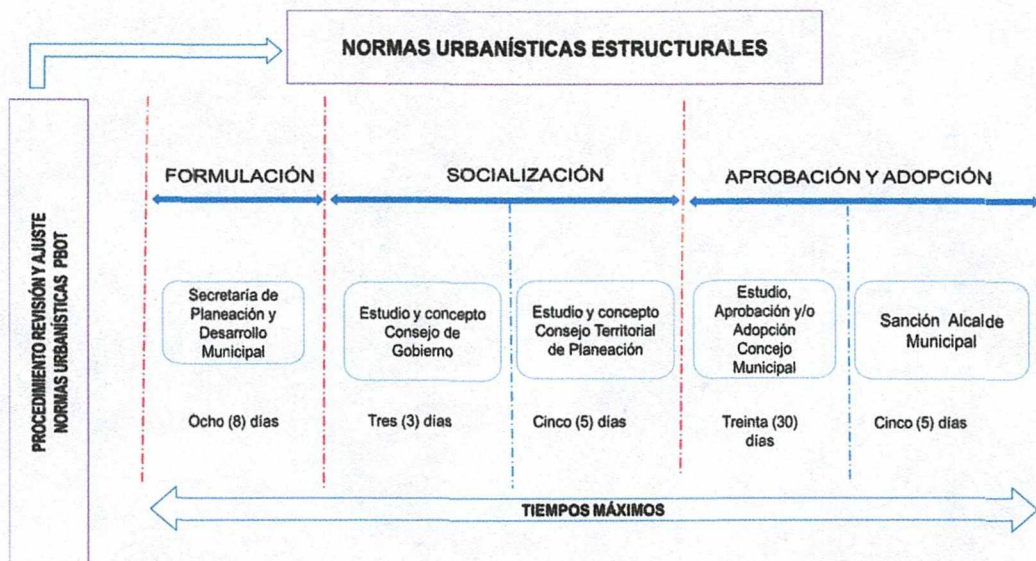 NORMAS URBANÍSTICAS ESTRUCTURALES
PROCEDIMIENTO REVISIÓN Y AJUSTE
NORMAS URBANÍSTICAS PBOT
FORMULACIÓN
SOCIALIZACIÓN
APROBACIÓN Y ADOPCIÓN
Secretaría de
Planeación y
Desarrollo
Municipal
Estudio y concepto
Consejo de
Gobierno
Estudio y concepto
Consejo Territorial
de Planeación
Estudio,
Aprobación y/o
Adopción
Concejo
Municipal
Sanción Alcalde
Municipal
Ocho (8) días
Tres (3) días
Cinco (5) días
Treinta (30)
días
Cinco (5) días
TIEMPOS MÁXIMOS